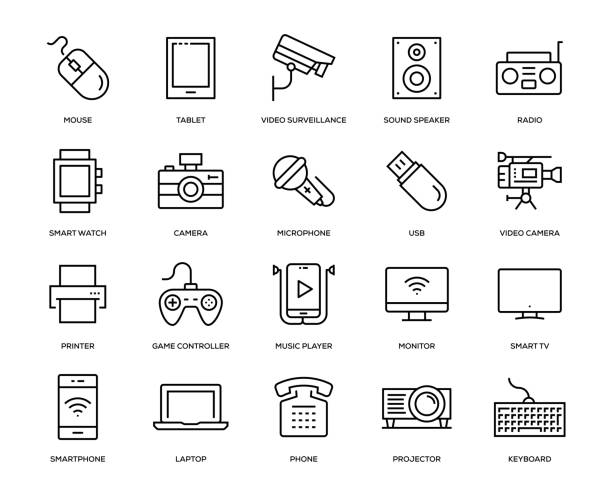 MOUSE
TABLET
VIDEO SURVEILLANCE
SOUND SPEAKER
RADIO
SMART WATCH
CAMERA
MICROPHONE
USB
VIDEO CAMERA
PRINTER
GAME CONTROLLER
MUSIC PLAYER
MONITOR
SMART TV
SMARTPHONE
LAPTOP
PHONE
PROJECTOR
KEYBOARD